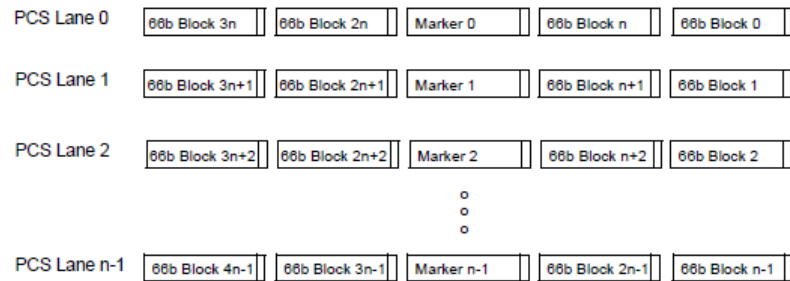 PCS Lane 0 66b Block 3n 66b Block 2n Marker 0 66b Block n 66b Block 0
PCS Lane 1 66b Block 3n+1 66b Block 2n+1 Marker 1 66b Block n+1 66b Block 1
PCS Lane 2 66b Block 3n+2 66b Block 2n+2 Marker 2 66b Block n+2 66b Block 2
PCS Lane n-1 66b Block 4n-1 66b Block 3n-1 Marker n-1 66b Block 2n-1 66b Block n-1